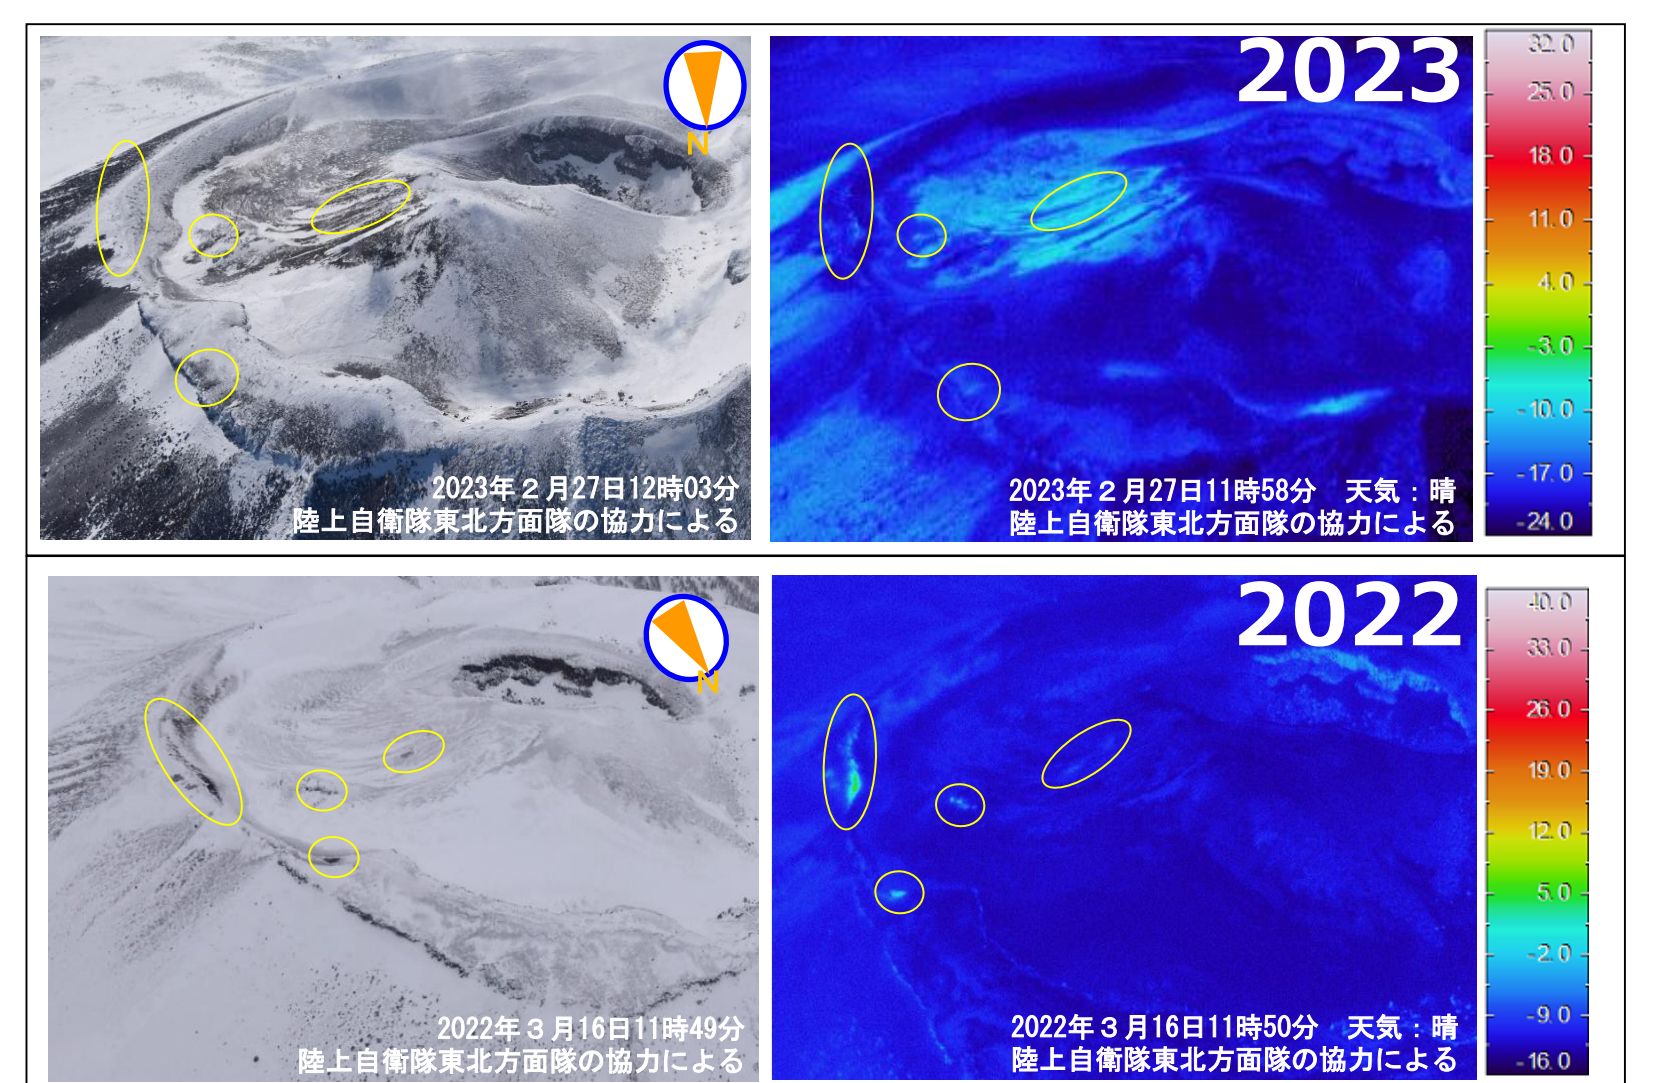 N
2023
2023年２月27日12時03分
陸上自衛隊東北方面隊の協力による
2023年２月27日11時58分　天気：晴
陸上自衛隊東北方面隊の協力による
32.0
25.0
18.0
11.0
4.0
-3.0
-10.0
-17.0
-24.0
N
2022
2022年３月16日11時49分
陸上自衛隊東北方面隊の協力による
2022年３月16日11時50分　天気：晴
陸上自衛隊東北方面隊の協力による
40.0
33.0
26.0
19.0
12.0
5.0
-2.0
-9.0
-16.0